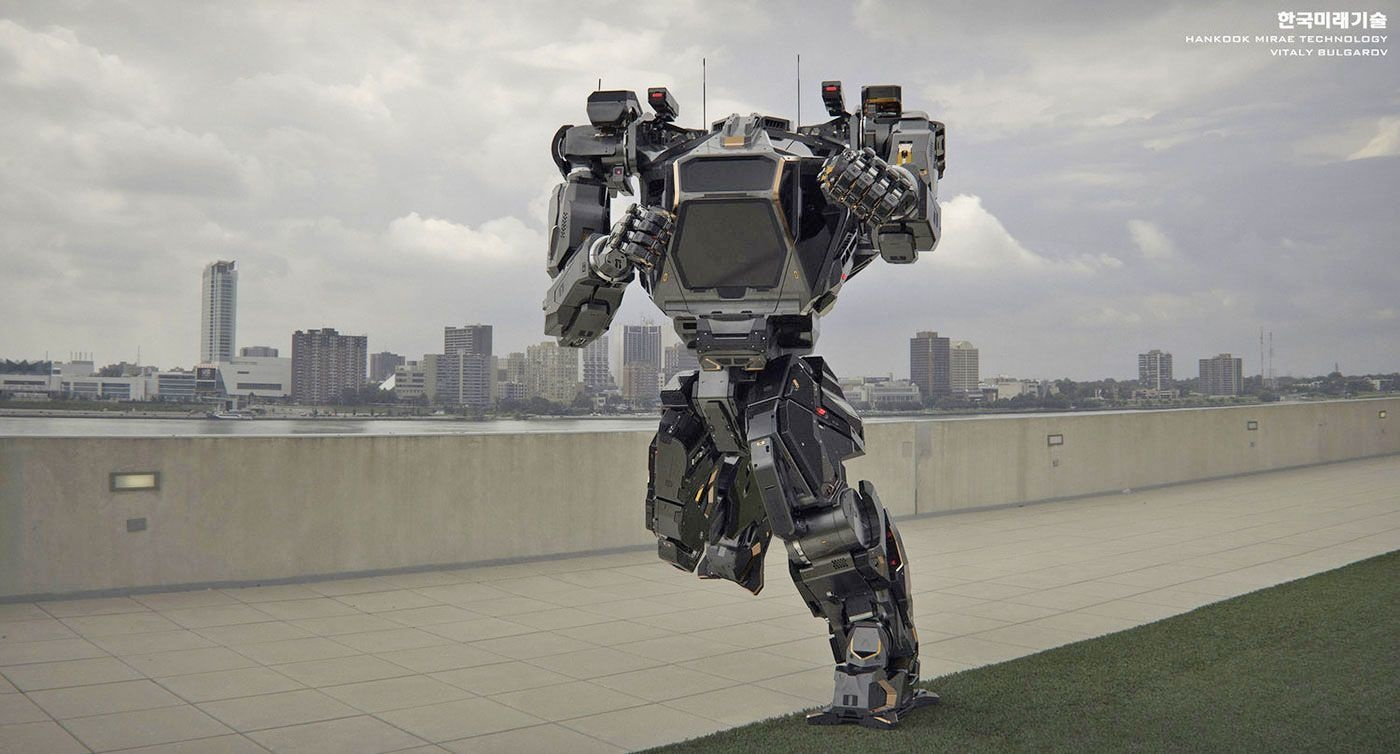 한국미래기술
HANKOOK MIRAE TECHNOLOGY
VITALY BULGAROV